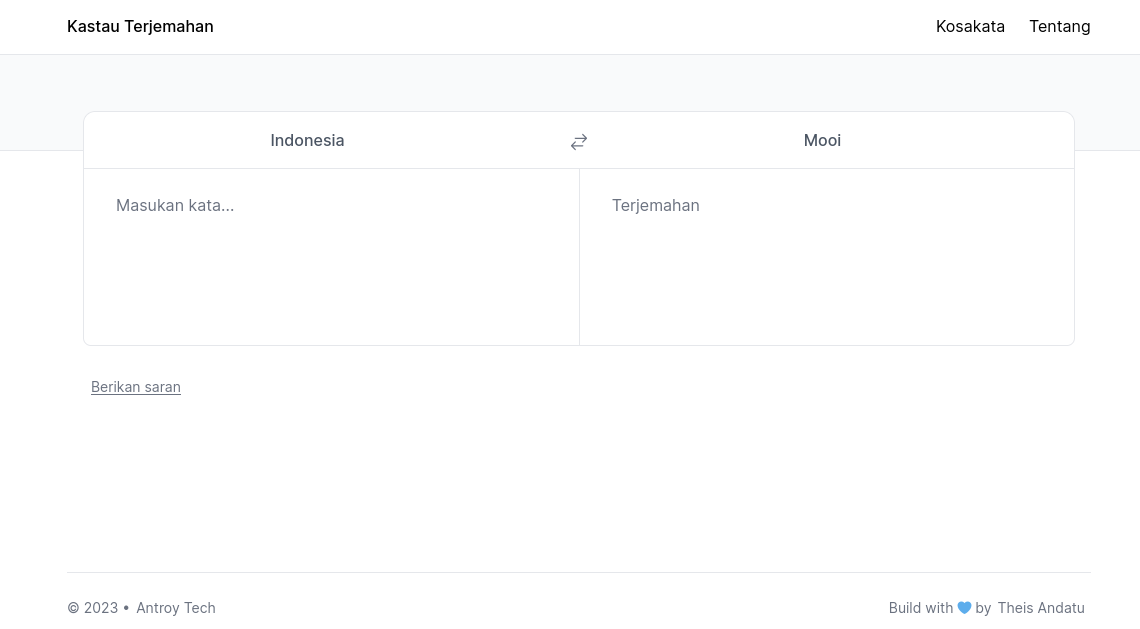 Kastau Terjemahan
Kosakata Tentang
Indonesia
Mooi
Masukan kata...
Terjemahan
Berikan saran
© 2023 • Antroy Tech
Build with 💙 by Theis Andatu